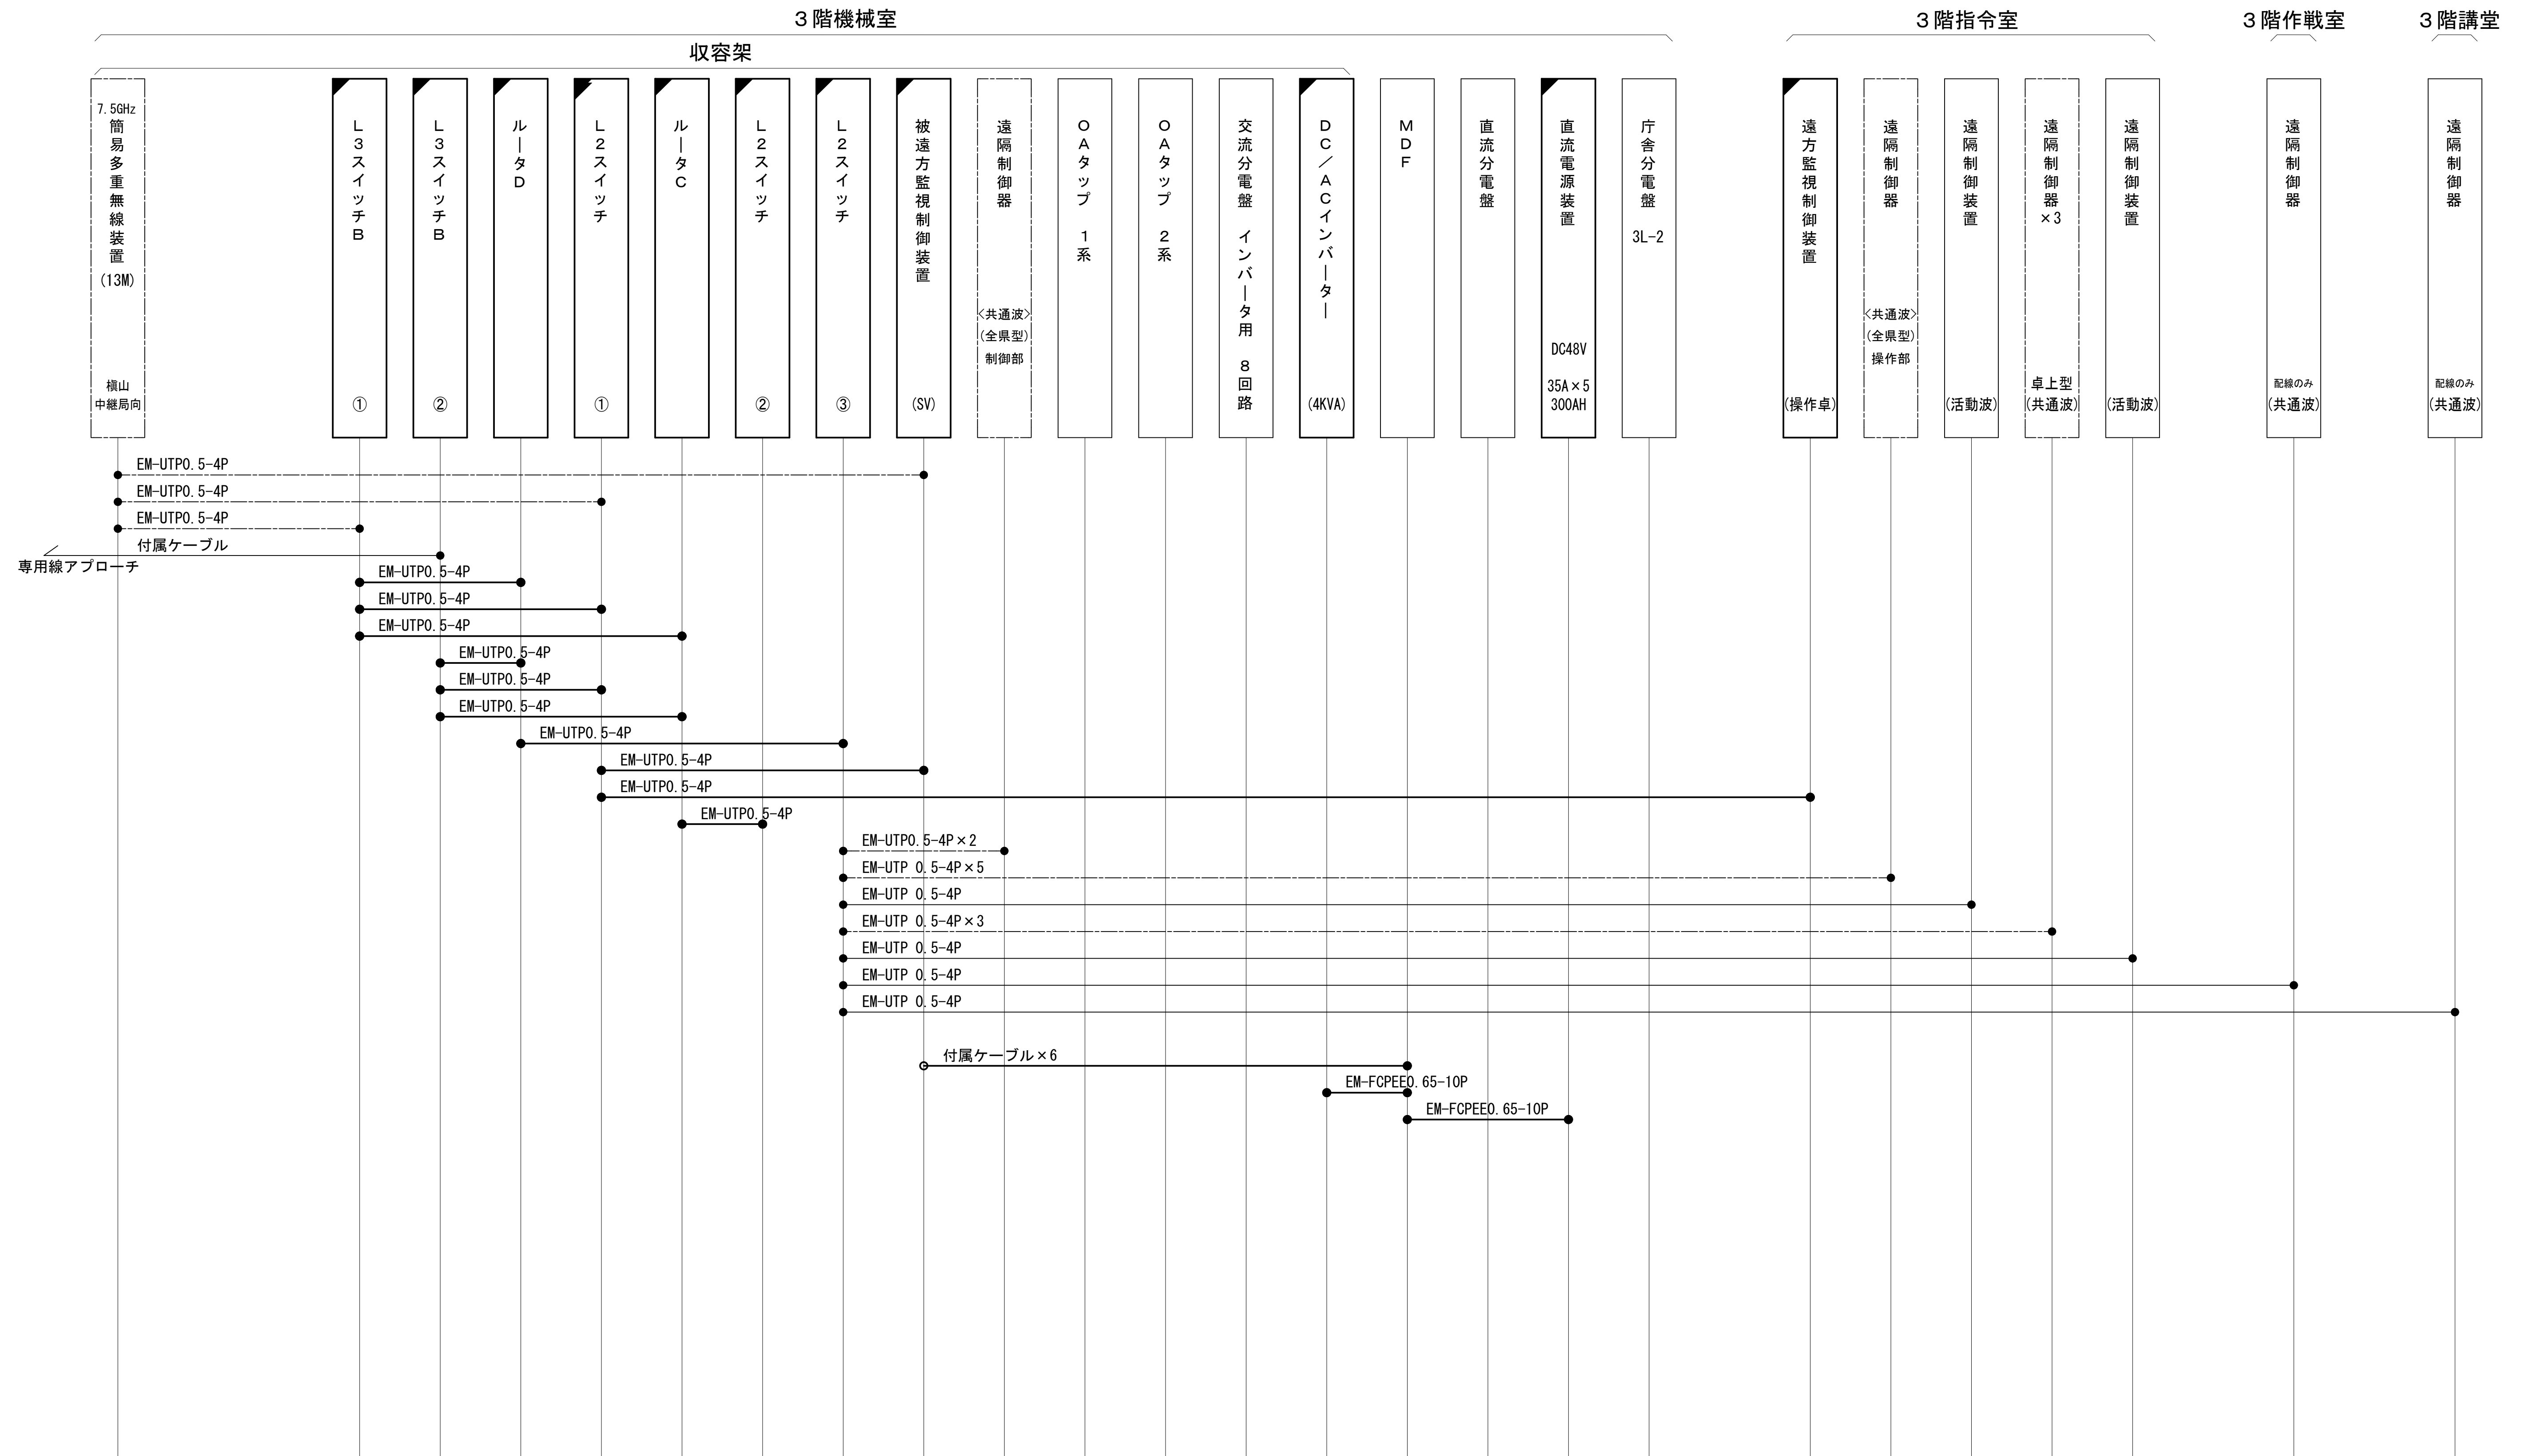 ３階機械室
３階指令室
３階作戦室
３階講堂
収容架
7.5GHz
簡易多重無線装置
(13M)
槇山
中継局向
Ｌ３スイッチＢ
①
Ｌ３スイッチＢ
②
ルータＤ
Ｌ２スイッチ
①
ルータＣ
Ｌ２スイッチ
②
Ｌ２スイッチ
③
被遠方監視制御装置
(SV)
遠隔制御器
<共通波>
(全県型)
制御部
ＯＡタップ １系
ＯＡタップ ２系
交流分電盤 インバータ用 ８回路
ＤＣ／ＡＣインバーター
(4KVA)
ＭＤＦ
直流分電盤
直流電源装置
DC48V
35A×5
300AH
庁舎分電盤
3L-2
遠方監視制御装置
(操作卓)
遠隔制御器
<共通波>
(全県型)
操作部
遠隔制御装置
(活動波)
遠隔制御器
×3
卓上型
(共通波)
遠隔制御装置
(活動波)
遠隔制御器
配線のみ
(共通波)
遠隔制御器
配線のみ
(共通波)
EM-UTP0.5-4P
EM-UTP0.5-4P
EM-UTP0.5-4P
付属ケーブル
専用線アプローチ
EM-UTP0.5-4P
EM-UTP0.5-4P
EM-UTP0.5-4P
EM-UTP0.5-4P
EM-UTP0.5-4P
EM-UTP0.5-4P
EM-UTP0.5-4P
EM-UTP0.5-4P
EM-UTP0.5-4P
EM-UTP0.5-4P
EM-UTP0.5-4P×2
EM-UTP 0.5-4P×5
EM-UTP 0.5-4P
EM-UTP 0.5-4P×3
EM-UTP 0.5-4P
EM-UTP 0.5-4P
EM-UTP 0.5-4P
付属ケーブル×6
EM-FCPEE0.65-10P
EM-FCPEE0.65-10P